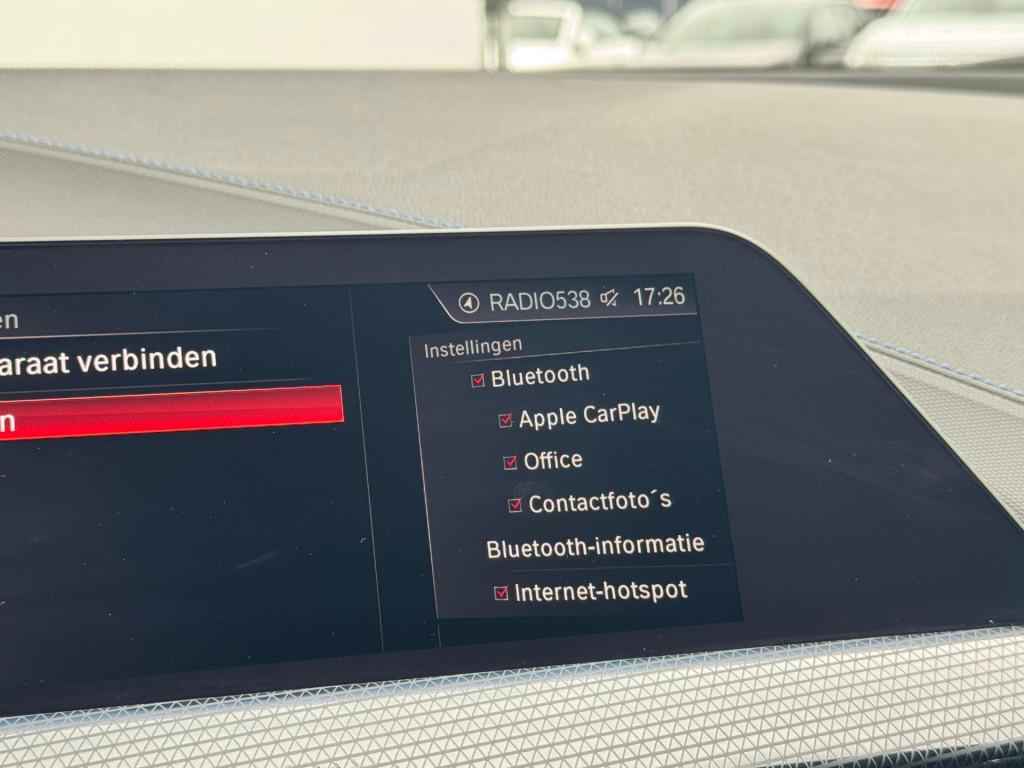 en
araat verbinden
n
RADIO538 17:26
Instellingen
Bluetooth
Apple CarPlay
Office
Contactfoto´s
Bluetooth-informatie
Internet-hotspot